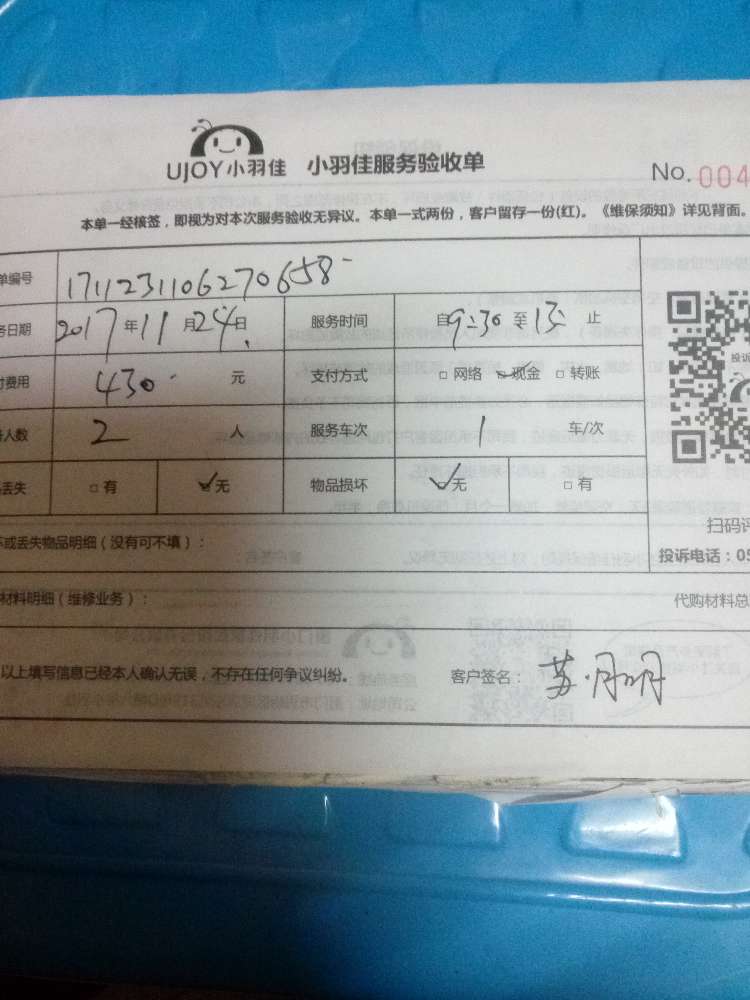 UJOY小羽佳 小羽佳服务验收单
No. 004
本单一经核签，即视为对本次服务验收无异议。本单一式两份，客户留存一份(红)。《维保须知》详见背面。
单编号 1711231106270658
务日期 2017年11月24日 服务时间 自9:30至13:止
付费用 430 元 支付方式 □网络 ☑现金 □转账
人数 2 人 服务车次 1 车/次
丢失 □有 ☑无 物品损坏 ☑无 □有
投诉
扫码评
坏或丢失物品明细（没有可不填）：
投诉电话：05
材料明细（维修业务）： 代购材料总
以上填写信息已经本人确认无误，不存在任何争议纠纷。 客户签名：苏月明